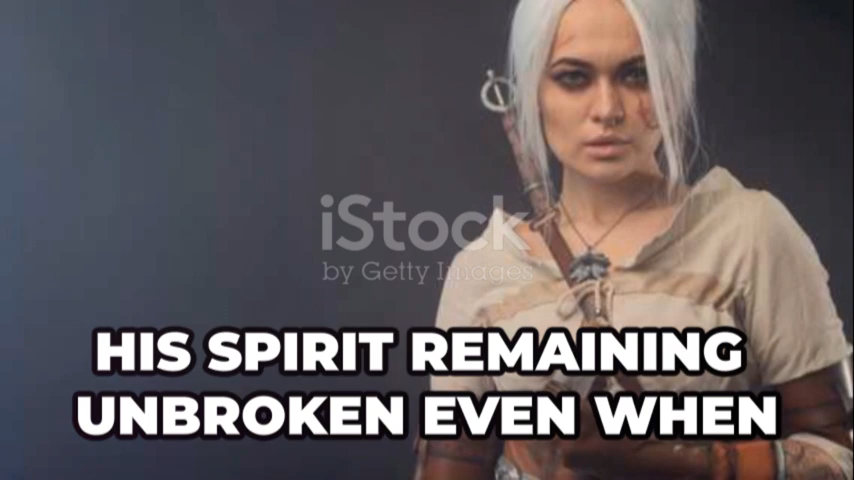 iStock
by Getty Images
HIS SPIRIT REMAINING
UNBROKEN EVEN WHEN